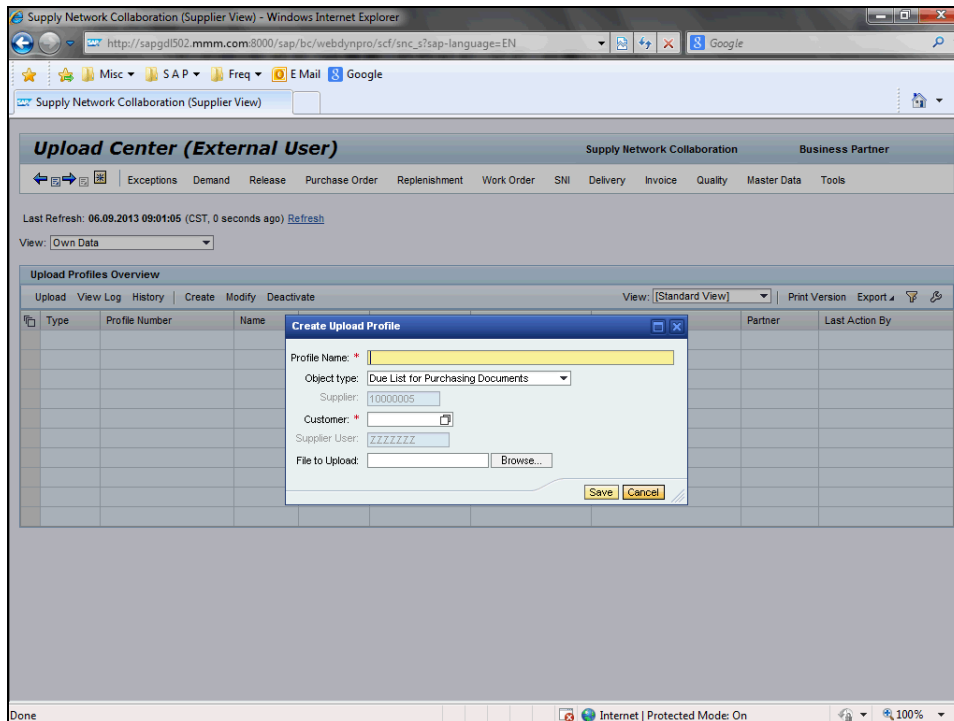 Supply Network Collaboration (Supplier View) - Windows Internet Explorer
http://sapgdl502.mmm.com:8000/sap/bc/webdynpro/scf/snc_s?sap-language=EN
Google
Misc SAP Freq E Mail Google
Supply Network Collaboration (Supplier View)
Upload Center (External User) Supply Network Collaboration Business Partner
Exceptions Demand Release Purchase Order Replenishment Work Order SNI Delivery Invoice Quality Master Data Tools
Last Refresh: 06.09.2013 09:01:05 (CST, 0 seconds ago) Refresh
View: Own Data
Upload Profiles Overview
Upload View Log History | Create Modify Deactivate View: [Standard View] | Print Version Export
Type Profile Number Name Partner Last Action By
Create Upload Profile
Profile Name: *
Object type: Due List for Purchasing Documents
Supplier: 10000005
Customer: *
Supplier User: ZZZZZZZ
File to Upload: Browse...
Save Cancel
Done Internet | Protected Mode: On 100%